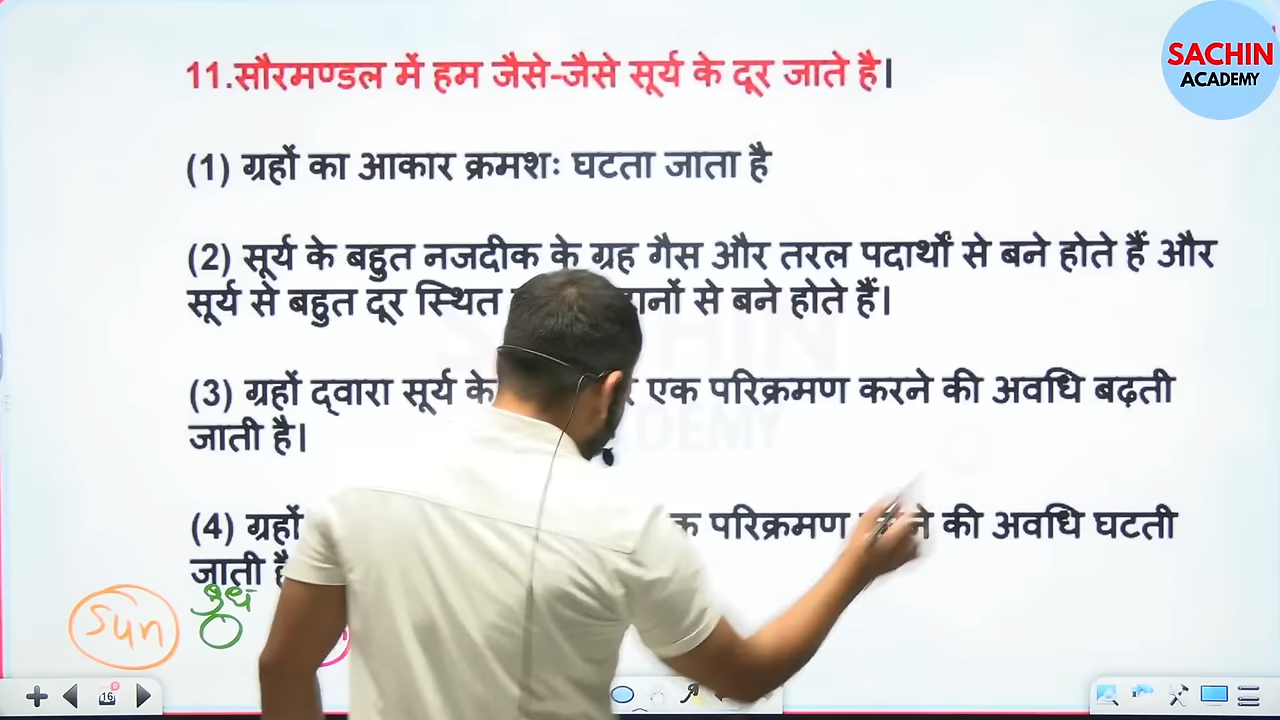 SACHIN
ACADEMY
11.सौरमण्डल में हम जैसे-जैसे सूर्य के दूर जाते है।
(1) ग्रहों का आकार क्रमशः घटता जाता है
(2) सूर्य के बहुत नजदीक के ग्रह गैस और तरल पदार्थों से बने होते हैं और
सूर्य से बहुत दूर स्थित से बने होते हैं।
(3) ग्रहों द्वारा सूर्य के एक परिक्रमण करने की अवधि बढ़ती
जाती है।
(4) ग्रहों परिक्रमण की अवधि घटती
जाती
बुध
Sun
16